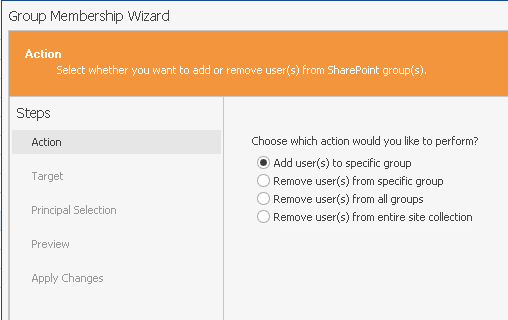 Group Membership Wizard
Action
Select whether you want to add or remove user(s) from SharePoint group(s).
Steps
Action
Target
Principal Selection
Preview
Apply Changes
Choose which action would you like to perform?
Add user(s) to specific group
Remove user(s) from specific group
Remove user(s) from all groups
Remove user(s) from entire site collection